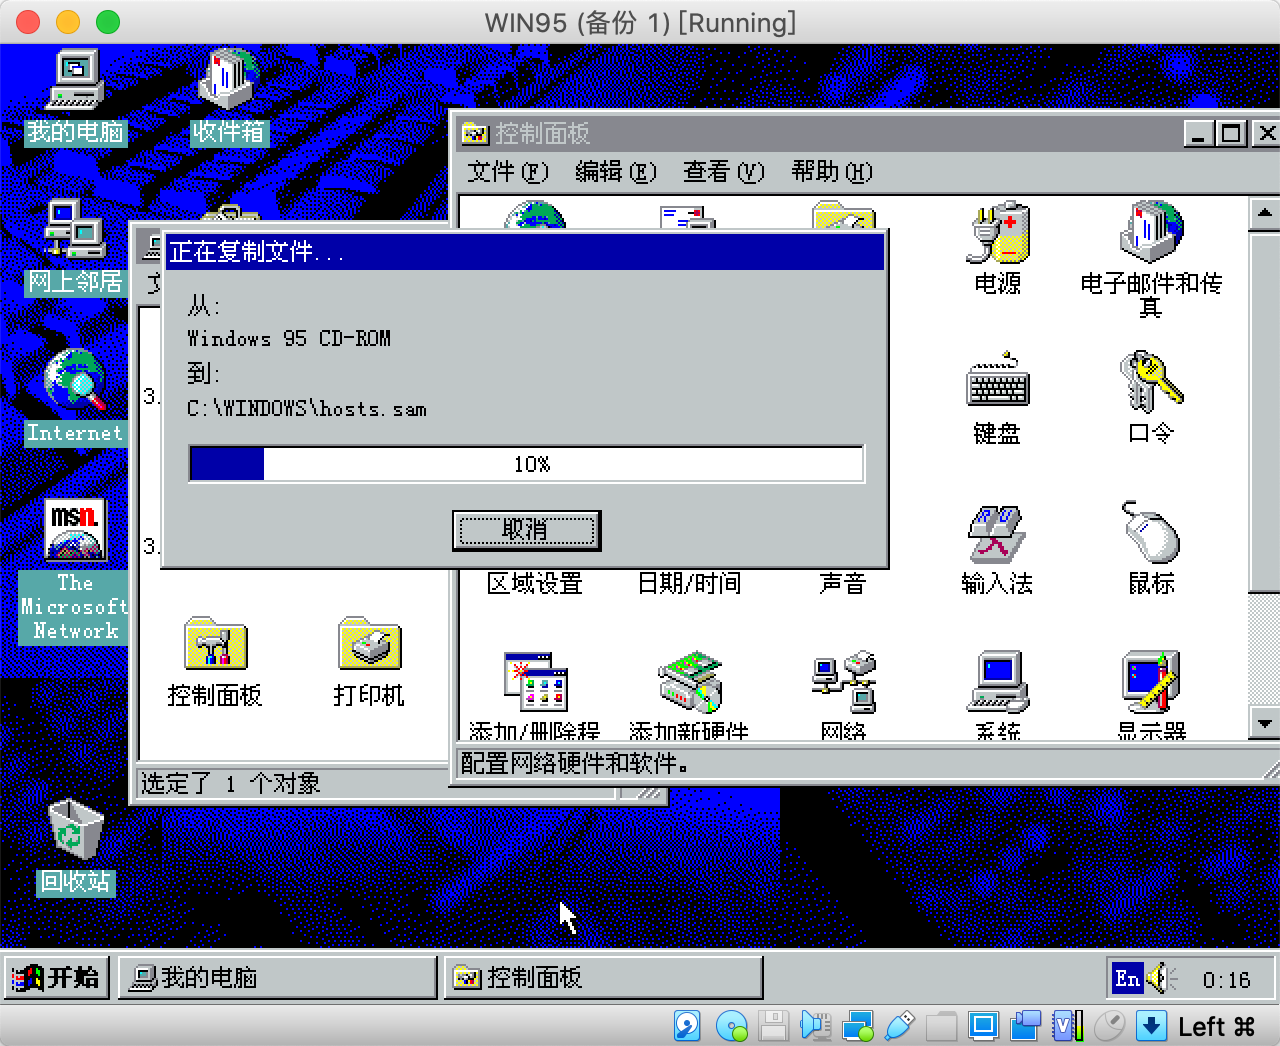 WIN95 (备份 1) [Running]
我的电脑
收件箱
控制面板
文件(F) 编辑(E) 查看(V) 帮助(H)
网上邻居
正在复制文件...
从:
Windows 95 CD-ROM
到:
C:\WINDOWS\hosts.sam
10%
取消
电源
电子邮件和传
真
键盘
口令
Internet
msn.
The
Microsoft
Network
3.
3.
区域设置
日期/时间
声音
输入法
鼠标
控制面板
打印机
添加/删除程
添加新硬件
网络
系统
显示器
选定了 1 个对象
配置网络硬件和软件。
回收站
开始
我的电脑
控制面板
En
0:16
Left ⌘